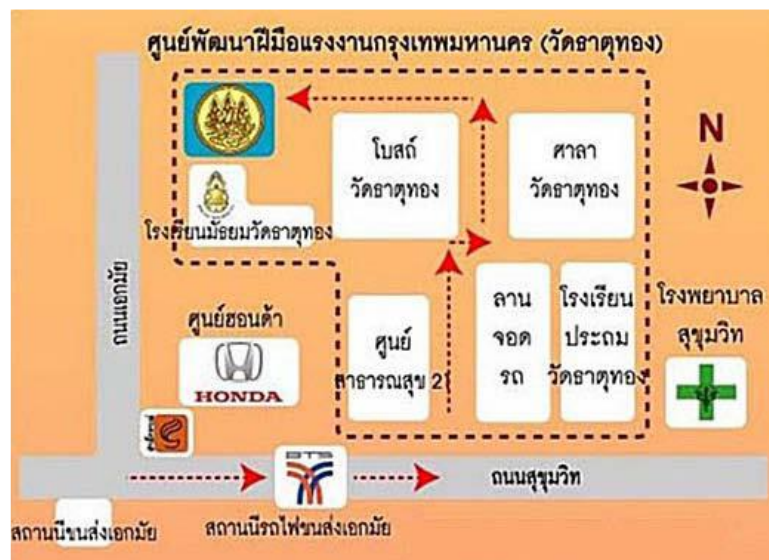 ศูนย์พัฒนาฝีมือแรงงานกรุงเทพมหานคร (วัดธาตุทอง)
N
โบสถ์
วัดธาตุทอง
ศาลา
วัดธาตุทอง
โรงเรียนมัธยมวัดธาตุทอง
ถนนเอกมัย
ศูนย์ฮอนด้า
HONDA
ศูนย์
สาธารณสุข 21
ลาน
จอด
รถ
โรงเรียน
ประถม
วัดธาตุทอง
โรงพยาบาล
สุขุมวิท
BTS
ถนนสุขุมวิท
สถานนีขนส่งเอกมัย
สถานนีรถไฟขนส่งเอกมัย